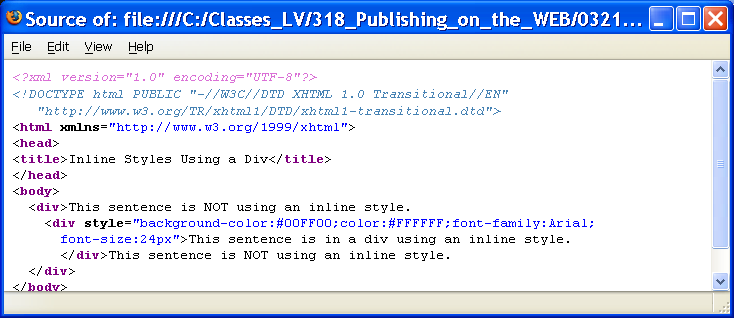 Source of: file:///C:/Classes_LV/318_Publishing_on_the_WEB/0321...
File Edit View Help
<?xml version="1.0" encoding="UTF-8"?>
<!DOCTYPE html PUBLIC "-//W3C//DTD XHTML 1.0 Transitional//EN"
"http://www.w3.org/TR/xhtml1/DTD/xhtml1-transitional.dtd">
<html xmlns="http://www.w3.org/1999/xhtml">
<head>
<title>Inline Styles Using a Div</title>
</head>
<body>
<div>This sentence is NOT using an inline style.
<div style="background-color:#00FF00;color:#FFFFFF;font-family:Arial;
font-size:24px">This sentence is in a div using an inline style.
</div>This sentence is NOT using an inline style.
</div>
</body>